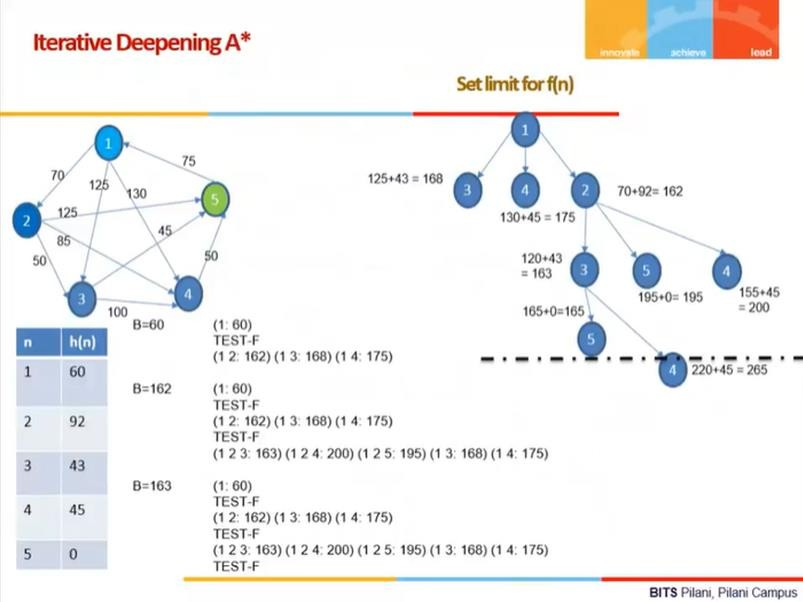 Iterative Deepening A*
innovate achieve lead
Set limit for f(n)
1
70
125
130
75
2
125
85
50
45
5
50
3
100
4
1
125+43 = 168
3
4
2
70+92= 162
130+45 = 175
120+43
= 163
3
5
4
195+0= 195
155+45
= 200
165+0=165
5
4
220+45 = 265
n h(n)
1 60
2 92
3 43
4 45
5 0
B=60 (1: 60)
TEST-F
(1 2: 162) (1 3: 168) (1 4: 175)
B=162 (1: 60)
TEST-F
(1 2: 162) (1 3: 168) (1 4: 175)
TEST-F
(1 2 3: 163) (1 2 4: 200) (1 2 5: 195) (1 3: 168) (1 4: 175)
B=163 (1: 60)
TEST-F
(1 2: 162) (1 3: 168) (1 4: 175)
TEST-F
(1 2 3: 163) (1 2 4: 200) (1 2 5: 195) (1 3: 168) (1 4: 175)
TEST-F
BITS Pilani, Pilani Campus